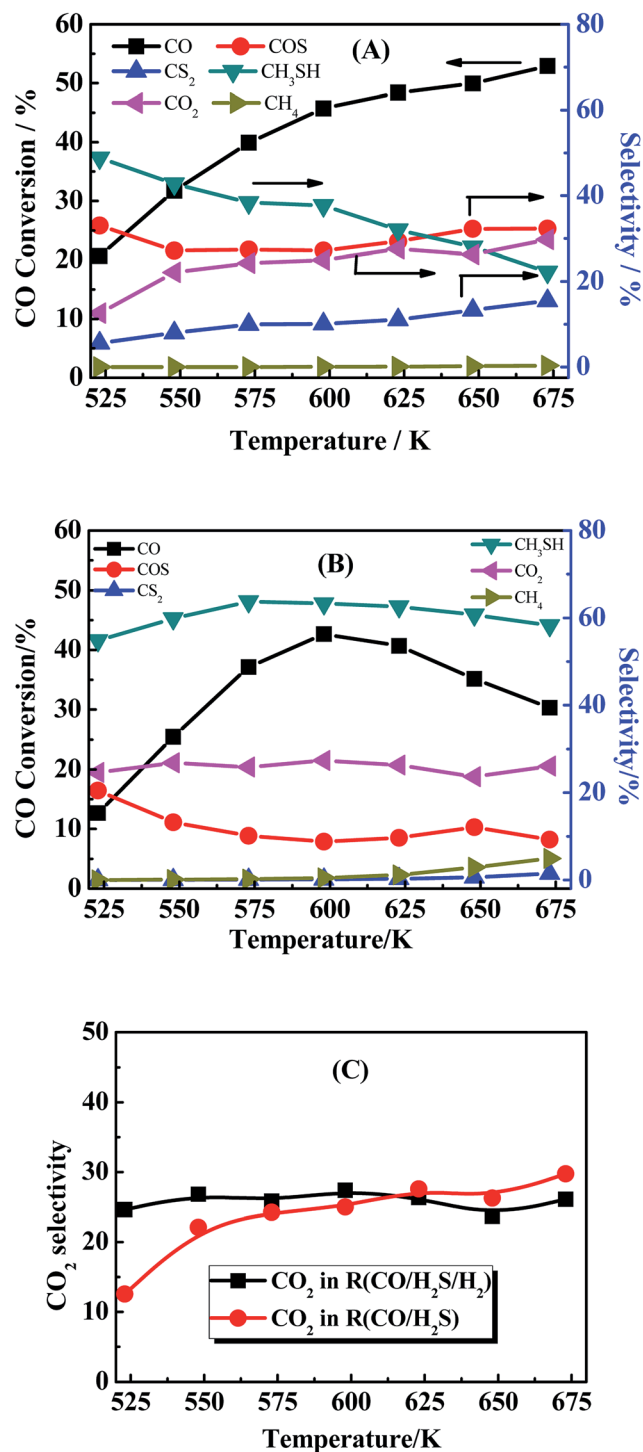 60
80
CO
COS
(A)
CS2
CH3SH
CO2
CH4
50
60
40
30
40
20
20
10
0
0
CO Conversion / %
Selectivity / %
525 550 575 600 625 650 675
Temperature / K
60
80
CO
COS
CS2
(B)
CH3SH
CO2
CH4
50
60
40
30
40
20
20
10
0
0
CO Conversion/%
Selectivity/%
525 550 575 600 625 650 675
Temperature/K
50
(C)
40
30
20
10
0
CO2 selectivity
CO2 in R(CO/H2S/H2)
CO2 in R(CO/H2S)
525 550 575 600 625 650 675
Temperature/K